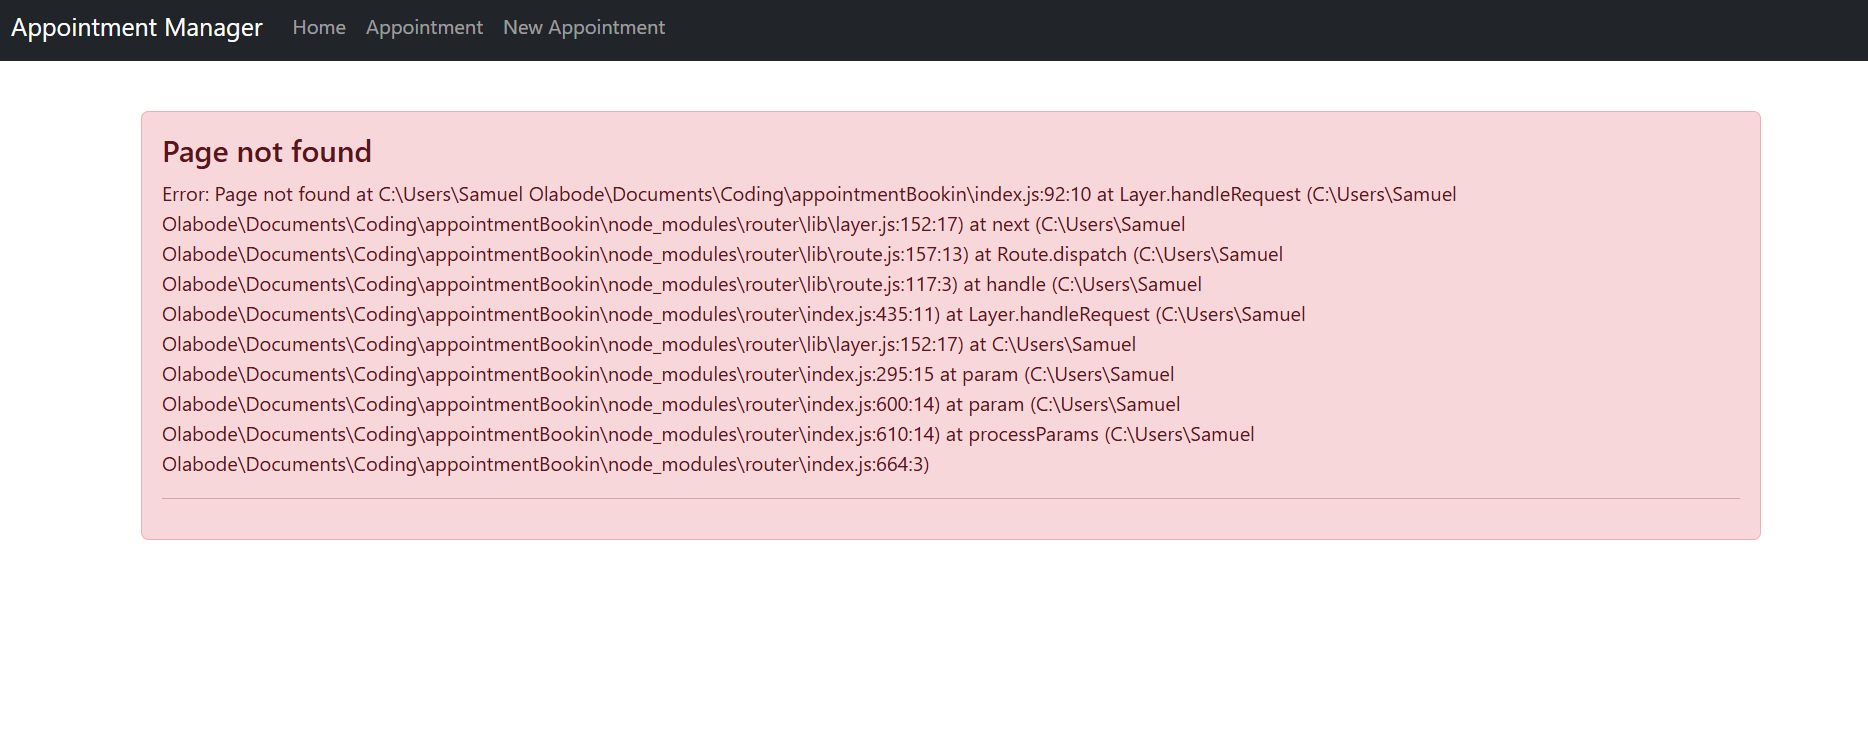 Appointment Manager Home Appointment New Appointment
Page not found
Error: Page not found at C:\Users\Samuel Olabode\Documents\Coding\appointmentBookin\index.js:92:10 at Layer.handleRequest (C:\Users\Samuel
Olabode\Documents\Coding\appointmentBookin\node_modules\router\lib\layer.js:152:17) at next (C:\Users\Samuel
Olabode\Documents\Coding\appointmentBookin\node_modules\router\lib\route.js:157:13) at Route.dispatch (C:\Users\Samuel
Olabode\Documents\Coding\appointmentBookin\node_modules\router\lib\route.js:117:3) at handle (C:\Users\Samuel
Olabode\Documents\Coding\appointmentBookin\node_modules\router\index.js:435:11) at Layer.handleRequest (C:\Users\Samuel
Olabode\Documents\Coding\appointmentBookin\node_modules\router\lib\layer.js:152:17) at C:\Users\Samuel
Olabode\Documents\Coding\appointmentBookin\node_modules\router\index.js:295:15 at param (C:\Users\Samuel
Olabode\Documents\Coding\appointmentBookin\node_modules\router\index.js:600:14) at param (C:\Users\Samuel
Olabode\Documents\Coding\appointmentBookin\node_modules\router\index.js:610:14) at processParams (C:\Users\Samuel
Olabode\Documents\Coding\appointmentBookin\node_modules\router\index.js:664:3)